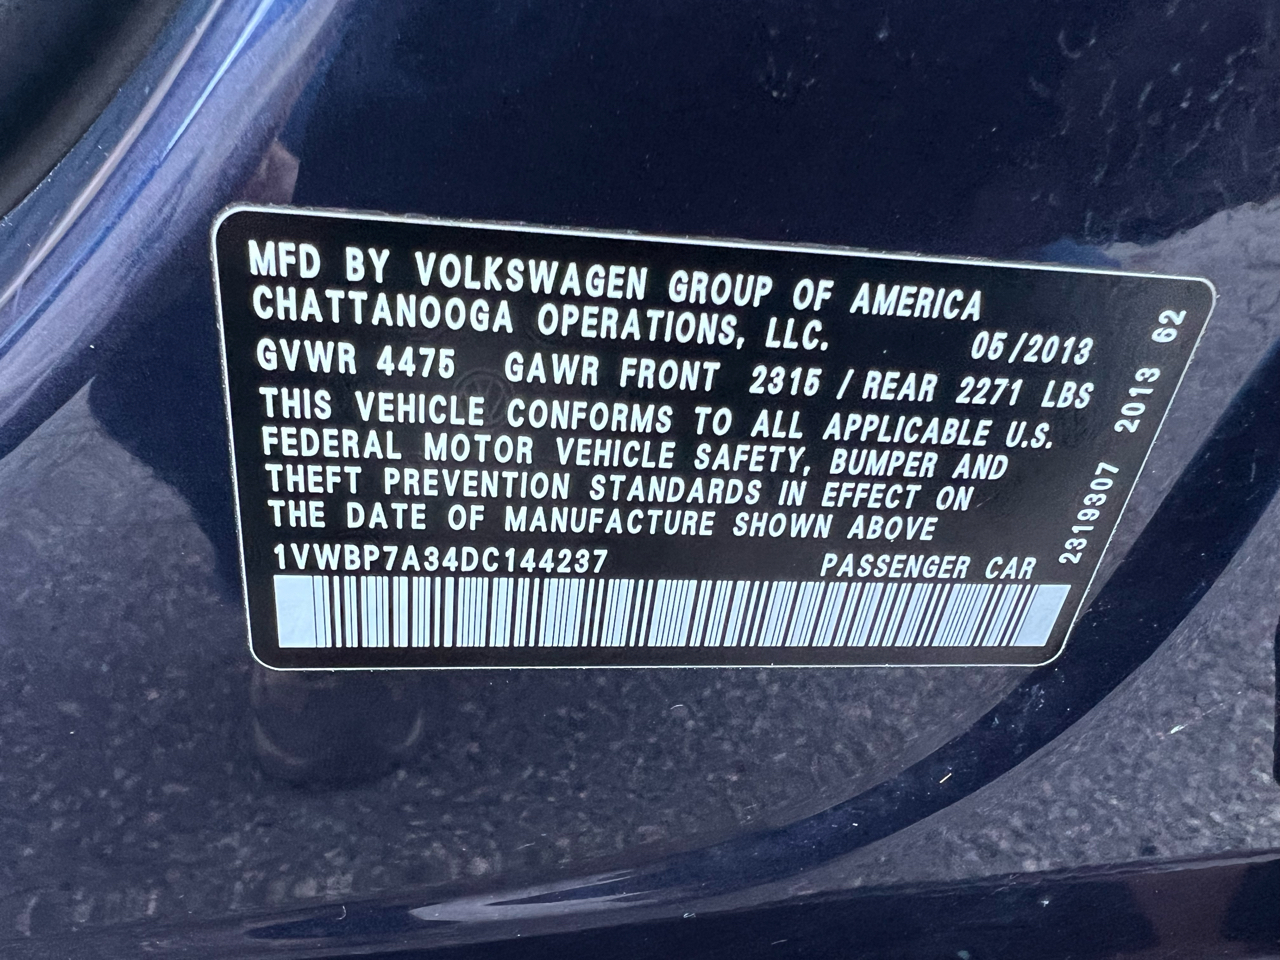 MFD BY VOLKSWAGEN GROUP OF AMERICA
CHATTANOOGA OPERATIONS, LLC. 05/2013
GVWR 4475 GAWR FRONT 2315 / REAR 2271 LBS
THIS VEHICLE CONFORMS TO ALL APPLICABLE U.S.
FEDERAL MOTOR VEHICLE SAFETY, BUMPER AND
THEFT PREVENTION STANDARDS IN EFFECT ON
THE DATE OF MANUFACTURE SHOWN ABOVE
1VWBP7A34DC144237 PASSENGER CAR
2319307 2013 62